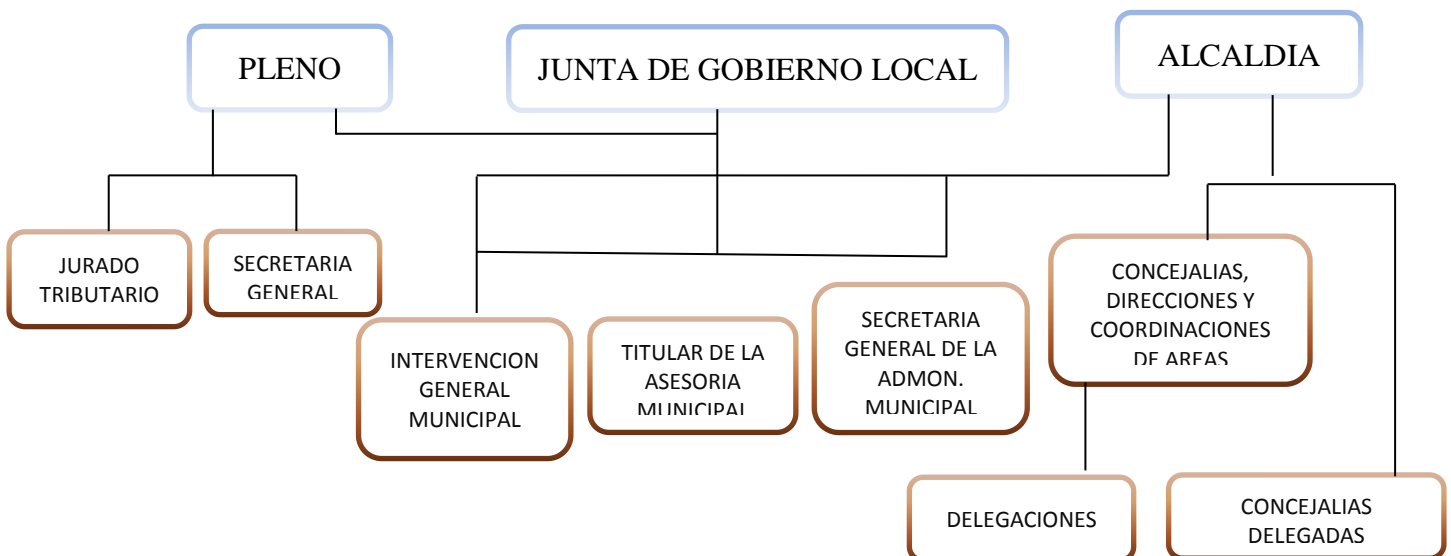 PLENO
JUNTA DE GOBIERNO LOCAL
ALCALDIA
JURADO
TRIBUTARIO
SECRETARIA
GENERAL
INTERVENCION
GENERAL
MUNICIPAL
TITULAR DE LA
ASESORIA
MUNICIPAL
SECRETARIA
GENERAL DE LA
ADMON.
MUNICIPAL
CONCEJALIAS,
DIRECCIONES Y
COORDINACIONES
DE AREAS
DELEGACIONES
CONCEJALIAS
DELEGADAS